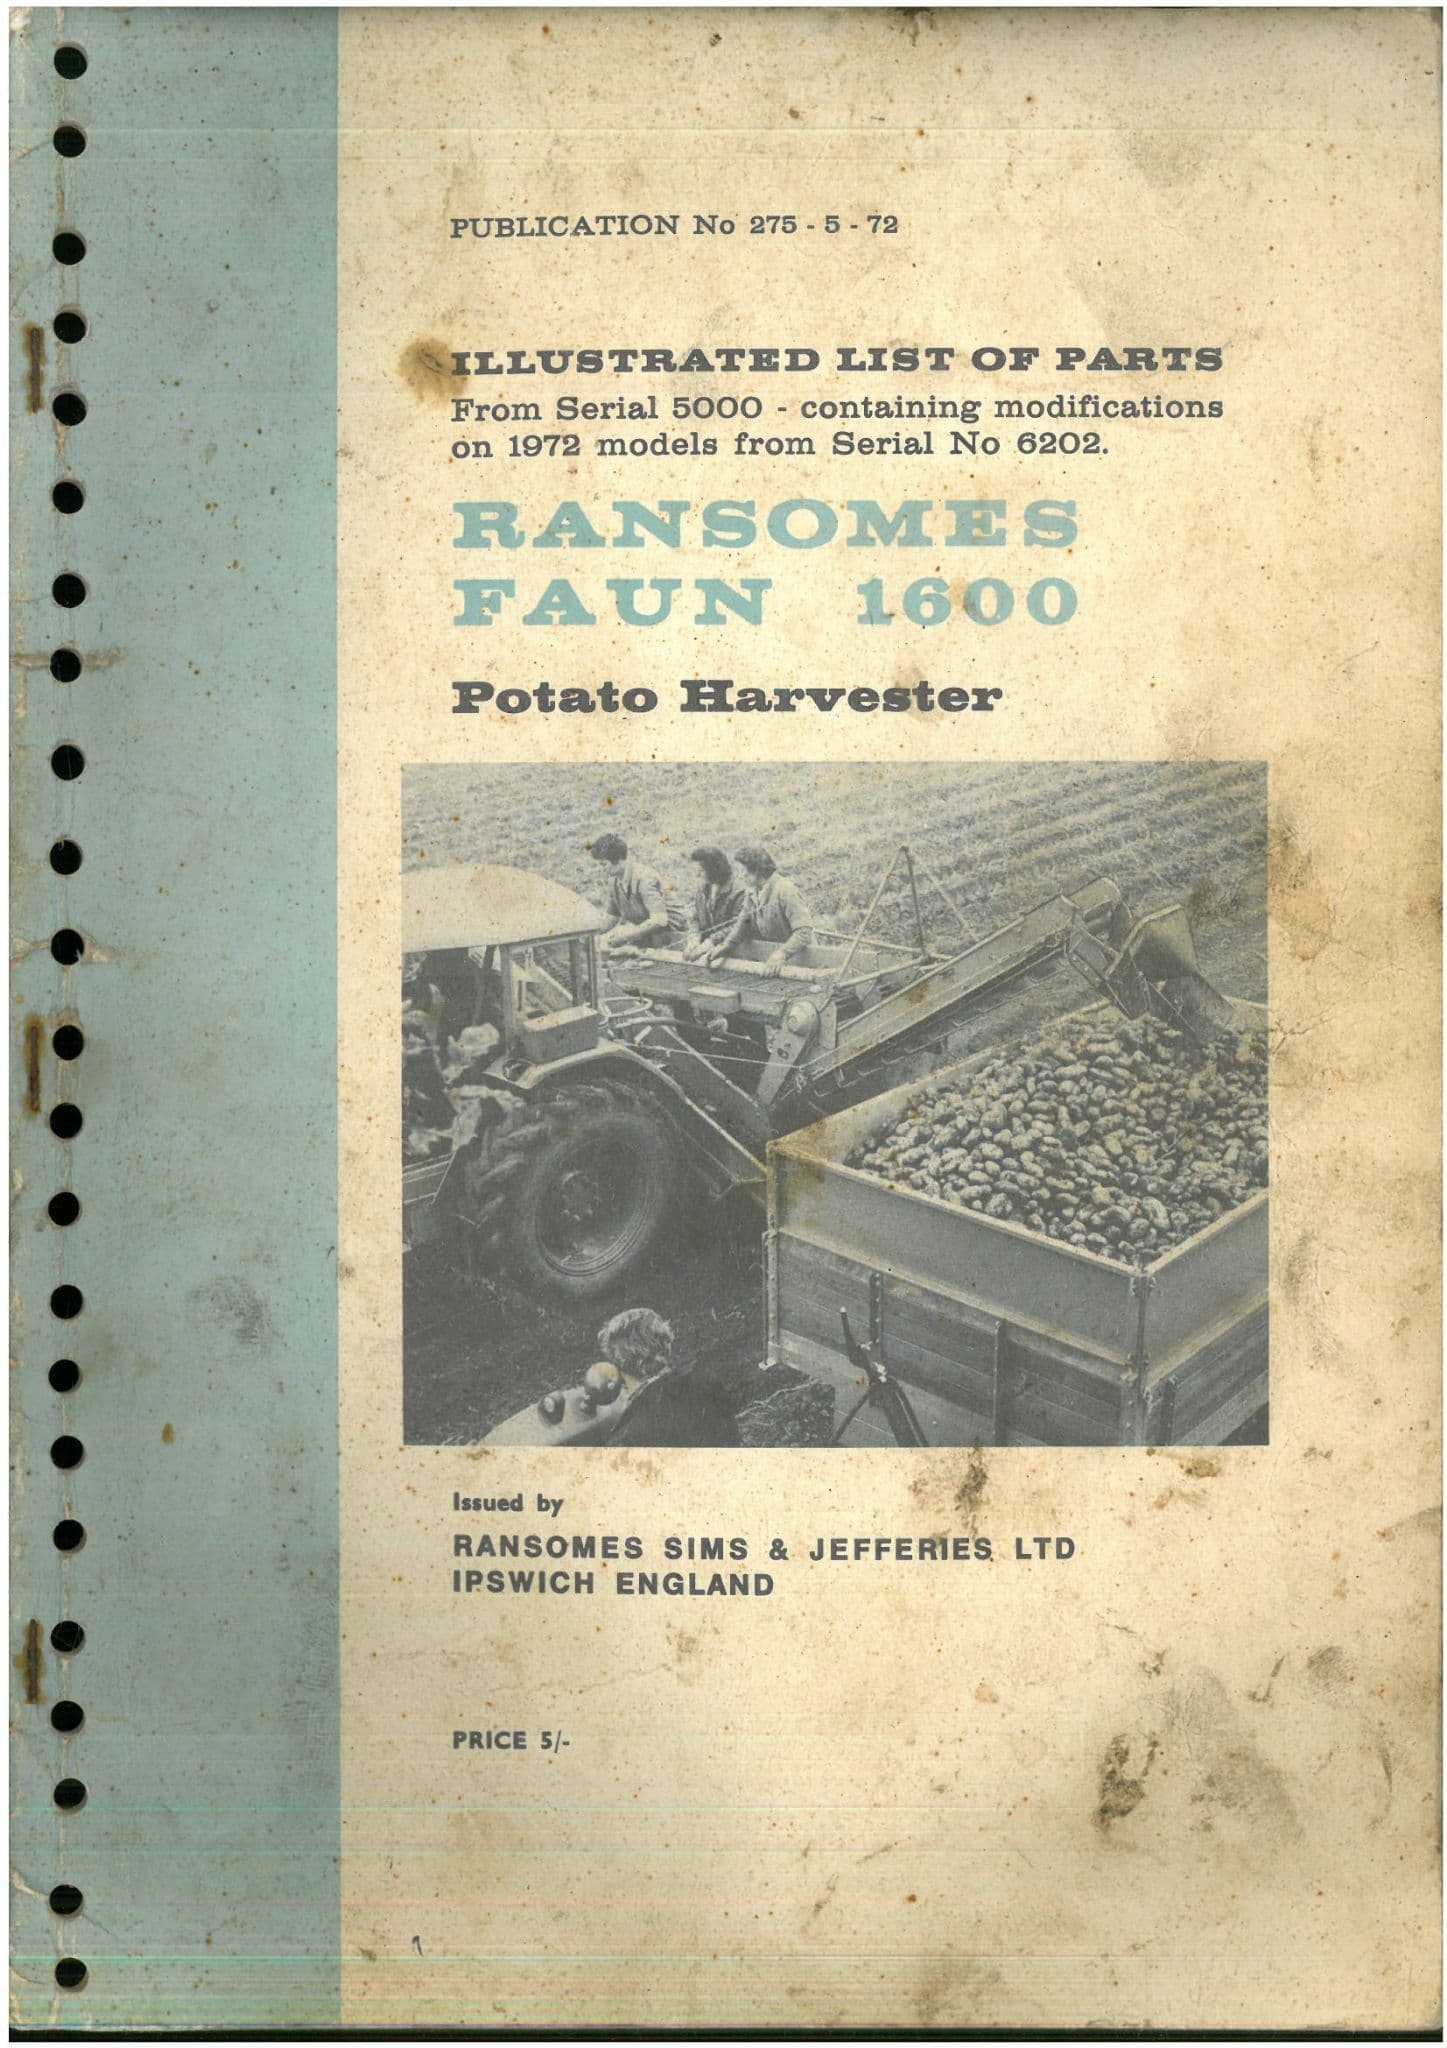 PUBLICATION No 275 - 5 - 72
ILLUSTRATED LIST OF PARTS
From Serial 5000 - containing modifications
on 1972 models from Serial No 6202.
RANSOMES
FAUN 1600
Potato Harvester
Issued by
RANSOMES SIMS & JEFFERIES LTD
IPSWICH ENGLAND
PRICE 5/-